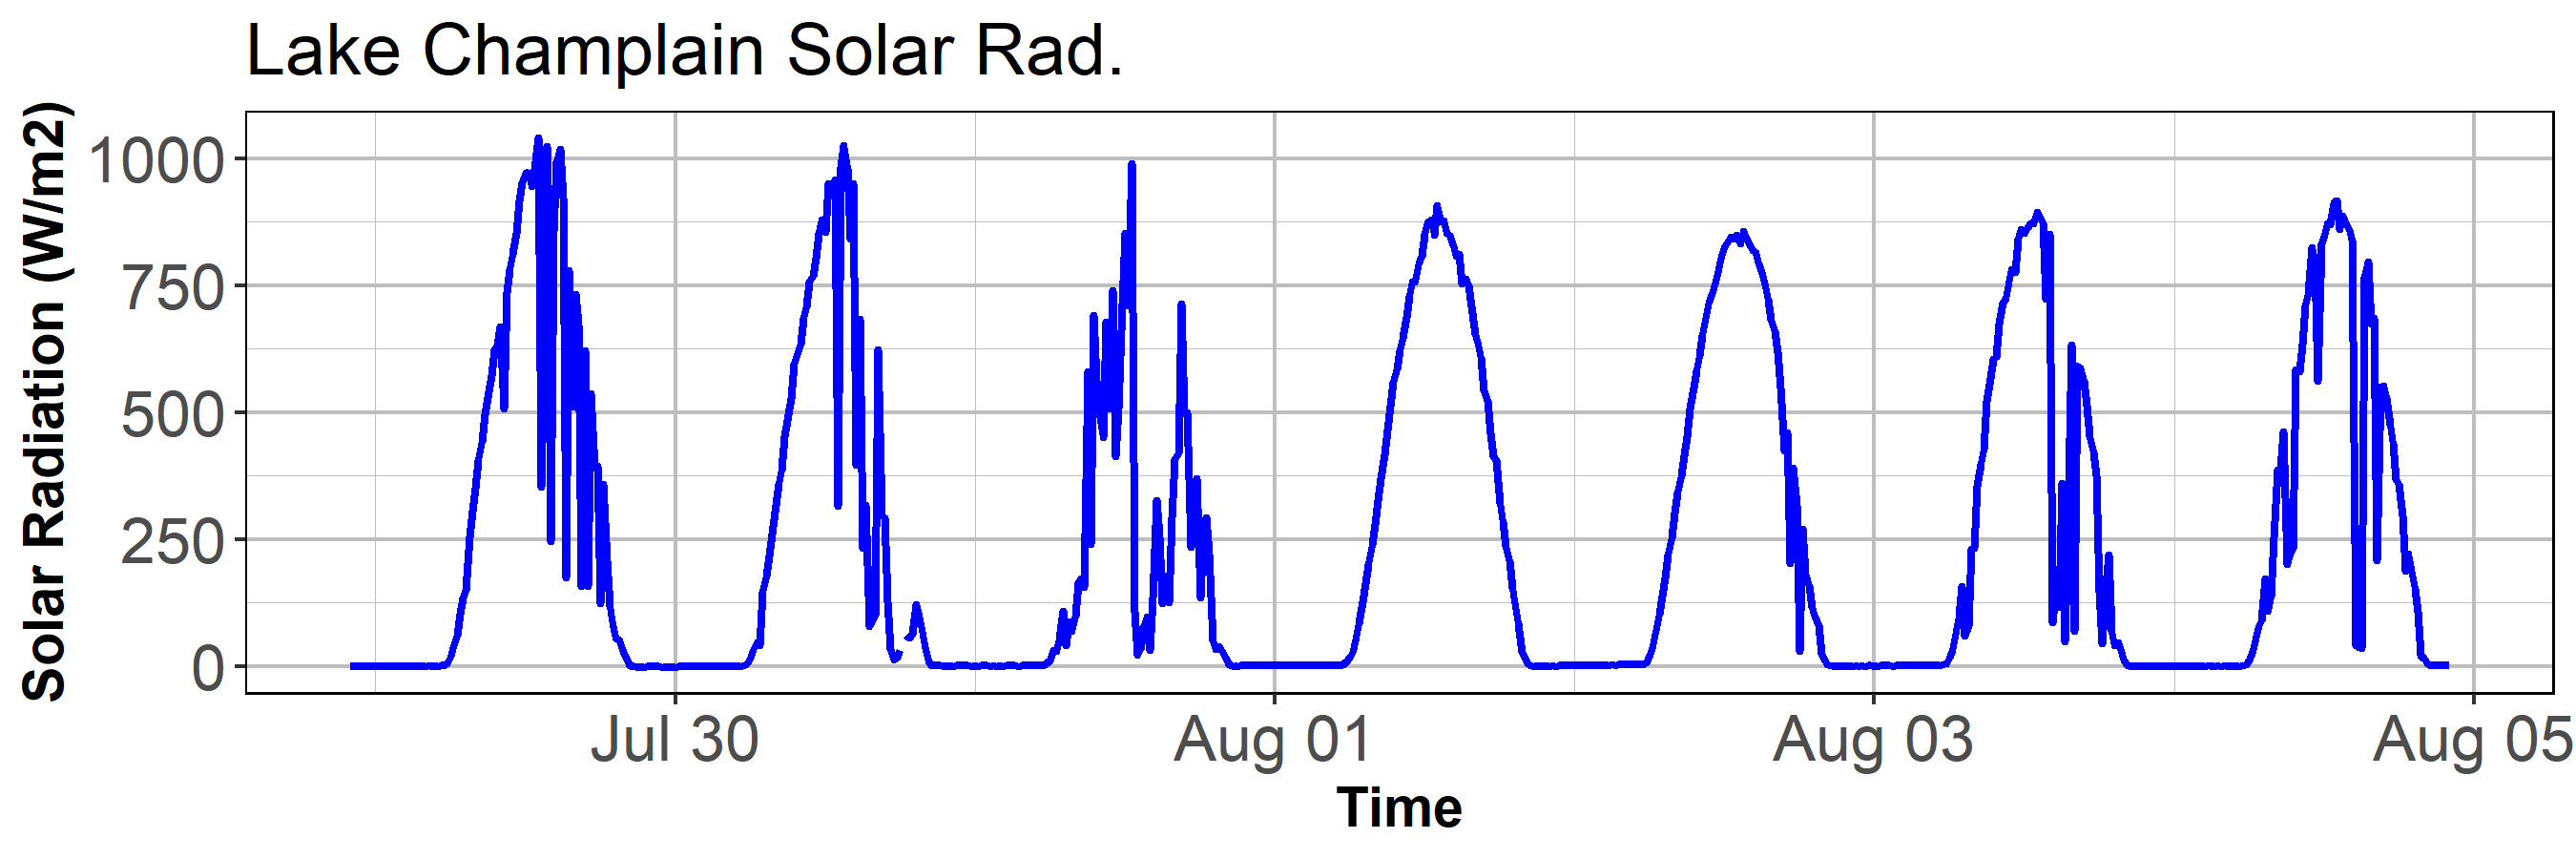 Lake Champlain Solar Rad.
Solar Radiation (W/m2)
1000
750
500
250
0
Jul 30 Aug 01 Aug 03 Aug 05
Time